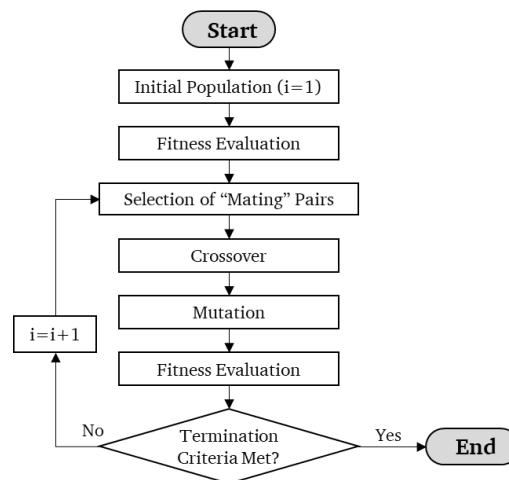 Start
Initial Population (i=1)
Fitness Evaluation
Selection of “Mating” Pairs
Crossover
Mutation
i=i+1
Fitness Evaluation
No
Termination
Criteria Met?
Yes
End